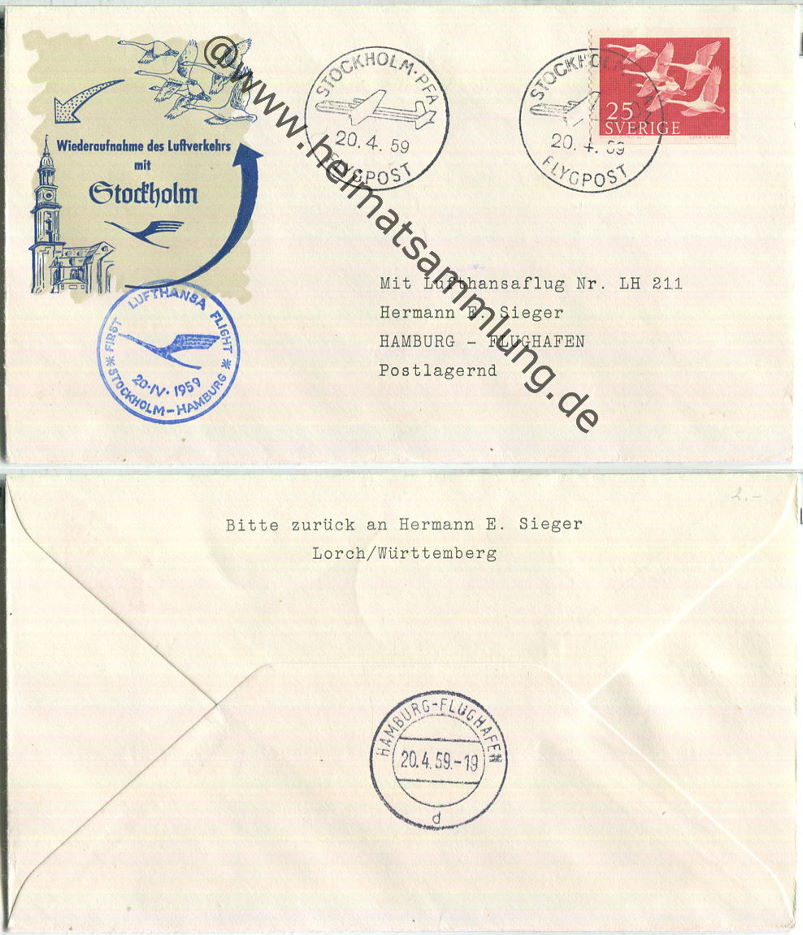 Wiederaufnahme des Luftverkehrs
mit
Stockholm
STOCKHOLM-PFA
20.4.59
FLYGPOST
STOCKHOLM
20.4.59
FLYGPOST
25
SVERIGE
@www.heimatsammlung.de
Mit Lufthansaflug Nr. LH 211
Hermann E. Sieger
HAMBURG - FLUGHAFEN
Postlagernd
* FIRST LUFTHANSA FLIGHT *
20·IV·1959
STOCKHOLM-HAMBURG
2.-
Bitte zurück an Hermann E. Sieger
Lorch/Württemberg
HAMBURG-FLUGHAFEN
20.4.59.-19
d